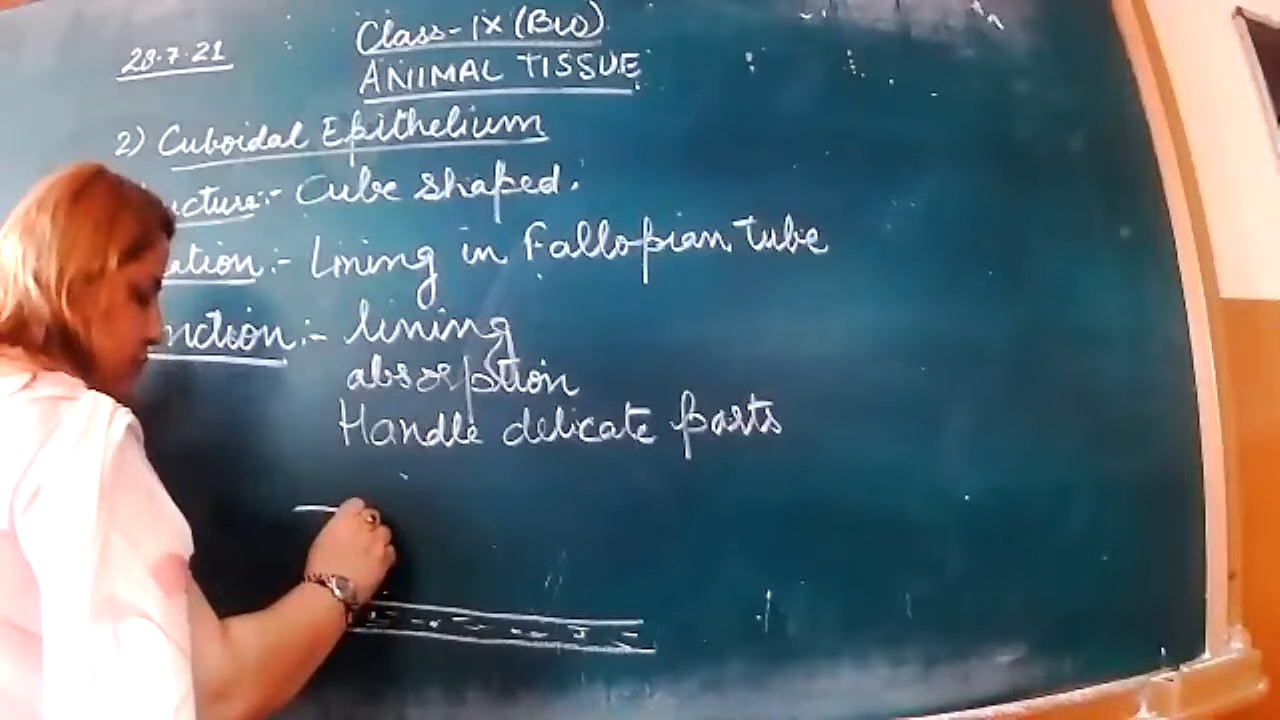 28.7.21
Class-IX (Bio)
ANIMAL TISSUE
2) Cuboidal Epithelium
ucture:- Cube shaped.
ation:- Lining in Fallopian tube
nction:- lining
absorption
Handle delicate parts